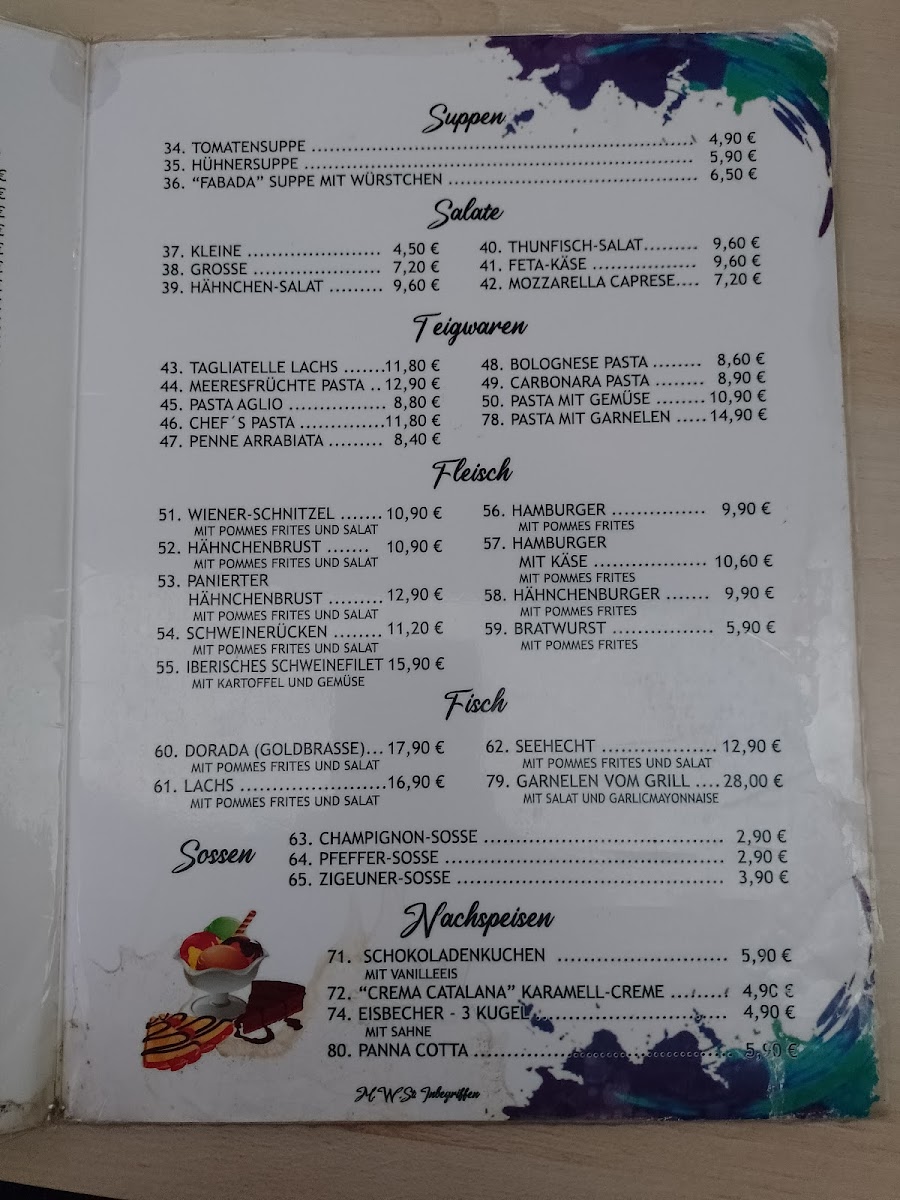 Suppen
34. TOMATENSUPPE ........................................................ 4,90 €
35. HÜHNERSUPPE ........................................................ 5,90 €
36. “FABADA” SUPPE MIT WÜRSTCHEN .................................... 6,50 €
Salate
37. KLEINE ....................... 4,50 €
38. GROSSE ...................... 7,20 €
39. HÄHNCHEN-SALAT ......... 9,60 €
40. THUNFISCH-SALAT......... 9,60 €
41. FETA-KÄSE .................. 9,60 €
42. MOZZARELLA CAPRESE.... 7,20 €
Teigwaren
43. TAGLIATELLE LACHS .......11,80 €
44. MEERESFRÜCHTE PASTA .. 12,90 €
45. PASTA AGLIO ................ 8,80 €
46. CHEF´S PASTA ..............11,80 €
47. PENNE ARRABIATA ......... 8,40 €
48. BOLOGNESE PASTA ........ 8,60 €
49. CARBONARA PASTA ........ 8,90 €
50. PASTA MIT GEMÜSE ........ 10,90 €
78. PASTA MIT GARNELEN ..... 14,90 €
Fleisch
51. WIENER-SCHNITZEL ....... 10,90 €
MIT POMMES FRITES UND SALAT
52. HÄHNCHENBRUST ....... 10,90 €
MIT POMMES FRITES UND SALAT
53. PANIERTER
HÄHNCHENBRUST ......... 12,90 €
MIT POMMES FRITES UND SALAT
54. SCHWEINERÜCKEN ........ 11,20 €
MIT POMMES FRITES UND SALAT
55. IBERISCHES SCHWEINEFILET 15,90 €
MIT KARTOFFEL UND GEMÜSE
56. HAMBURGER ............... 9,90 €
MIT POMMES FRITES
57. HAMBURGER
MIT KÄSE .................. 10,60 €
MIT POMMES FRITES
58. HÄHNCHENBURGER ....... 9,90 €
MIT POMMES FRITES
59. BRATWURST ................ 5,90 €
MIT POMMES FRITES
Fisch
60. DORADA (GOLDBRASSE)... 17,90 €
MIT POMMES FRITES UND SALAT
61. LACHS ........................16,90 €
MIT POMMES FRITES UND SALAT
62. SEEHECHT .................. 12,90 €
MIT POMMES FRITES UND SALAT
79. GARNELEN VOM GRILL .... 28,00 €
MIT SALAT UND GARLICMAYONNAISE
Sossen
63. CHAMPIGNON-SOSSE ...................................... 2,90 €
64. PFEFFER-SOSSE ............................................ 2,90 €
65. ZIGEUNER-SOSSE .......................................... 3,90 €
Nachspeisen
71. SCHOKOLADENKUCHEN ......................... 5,90 €
MIT VANILLEEIS
72. “CREMA CATALANA” KARAMELL-CREME ......... 4,90 €
74. EISBECHER - 3 KUGEL ............................... 4,90 €
MIT SAHNE
80. PANNA COTTA ......................................... 5,90 €
MWSt Inbegriffen